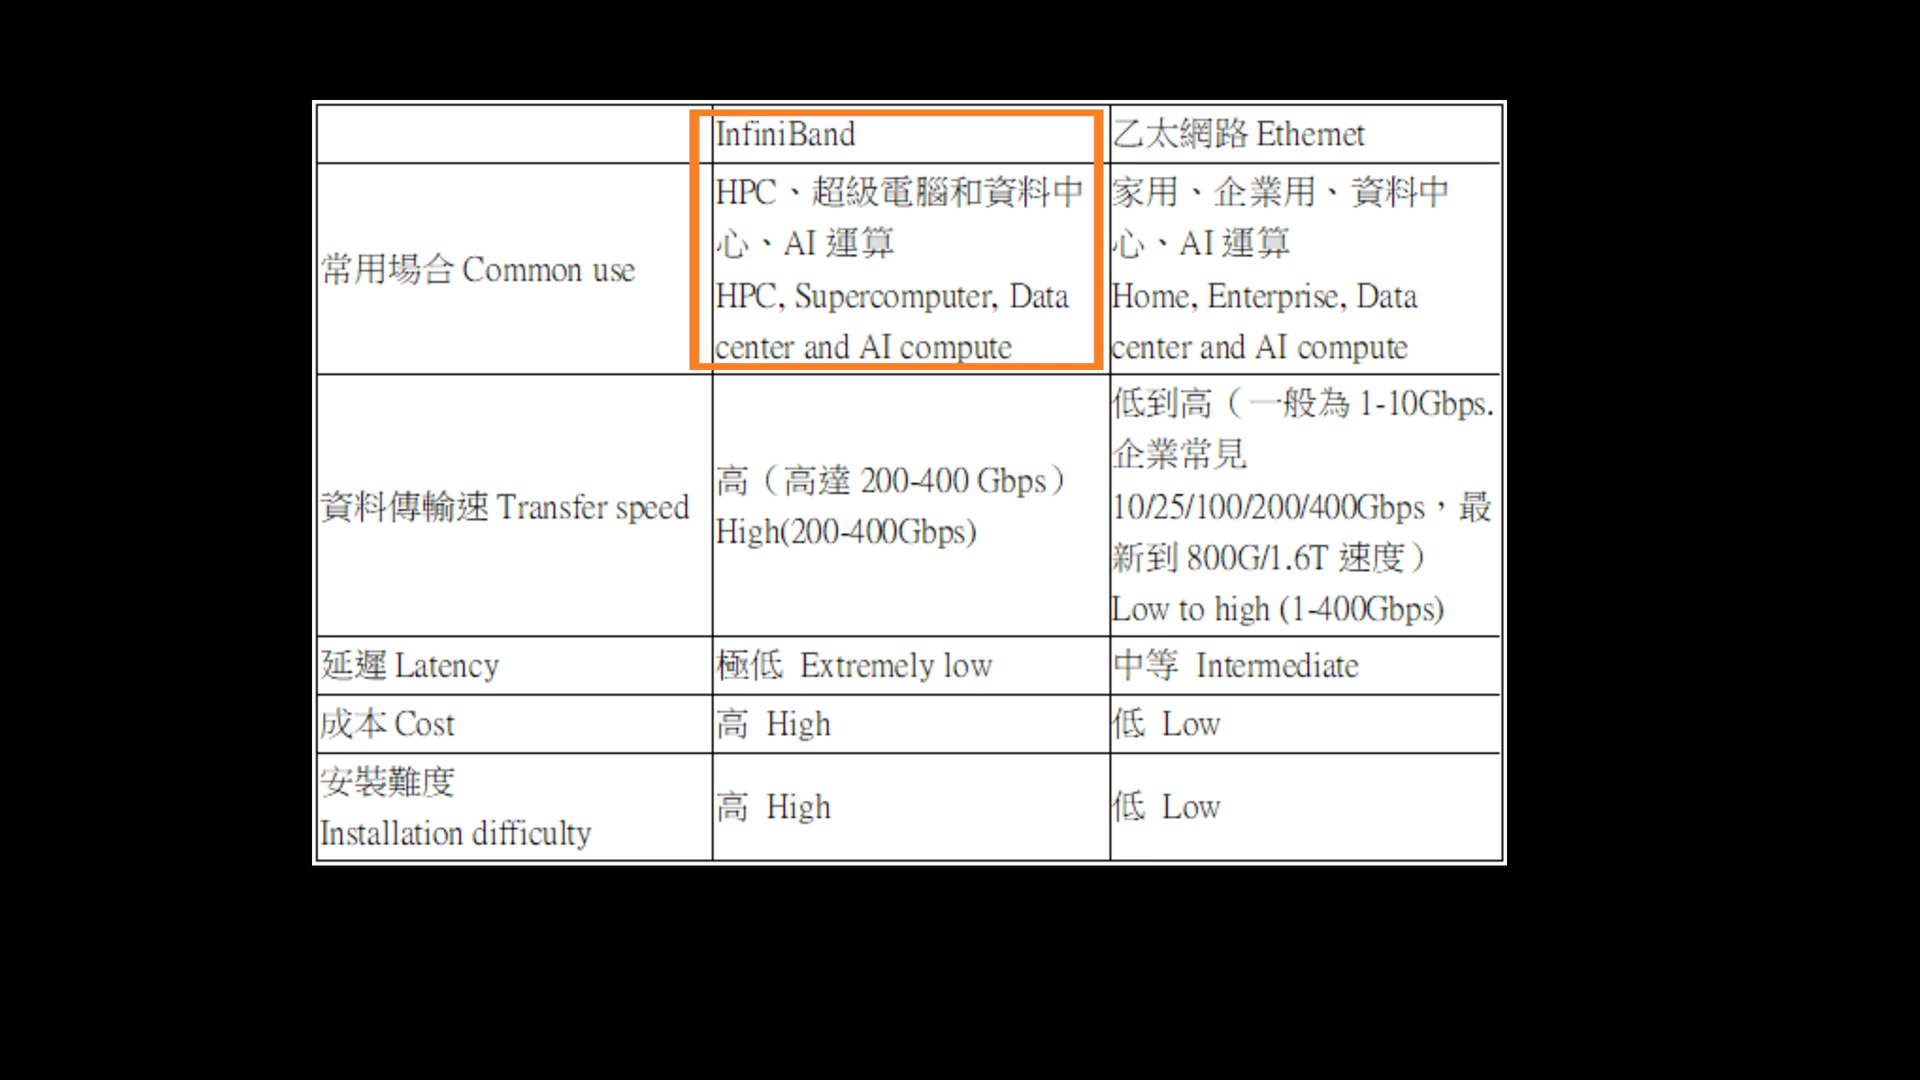 InfiniBand
乙太網路 Ethernet
常用場合 Common use
HPC、超級電腦和資料中
心、AI 運算
HPC, Supercomputer, Data
center and AI compute
家用、企業用、資料中
心、AI 運算
Home, Enterprise, Data
center and AI compute
資料傳輸速 Transfer speed
高（高達 200-400 Gbps）
High(200-400Gbps)
低到高（一般為 1-10Gbps.
企業常見
10/25/100/200/400Gbps，最
新到 800G/1.6T 速度）
Low to high (1-400Gbps)
延遲 Latency
極低 Extremely low
中等 Intermediate
成本 Cost
高 High
低 Low
安裝難度
Installation difficulty
高 High
低 Low